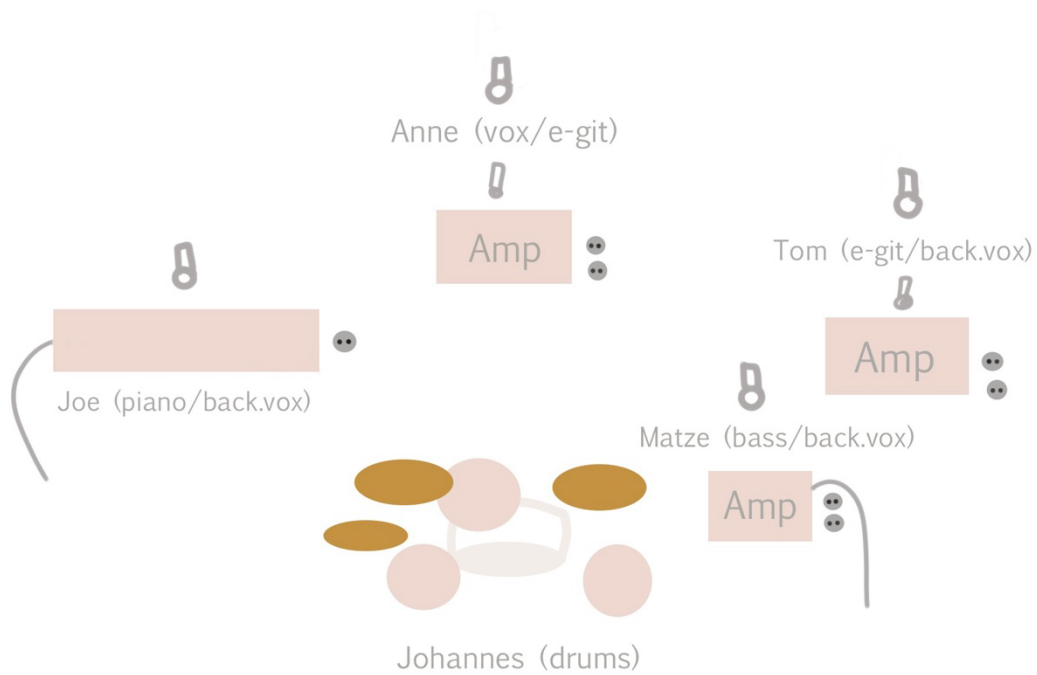 Anne (vox/e-git)
Amp
Tom (e-git/back.vox)
Amp
Joe (piano/back.vox)
Matze (bass/back.vox)
Amp
Johannes (drums)